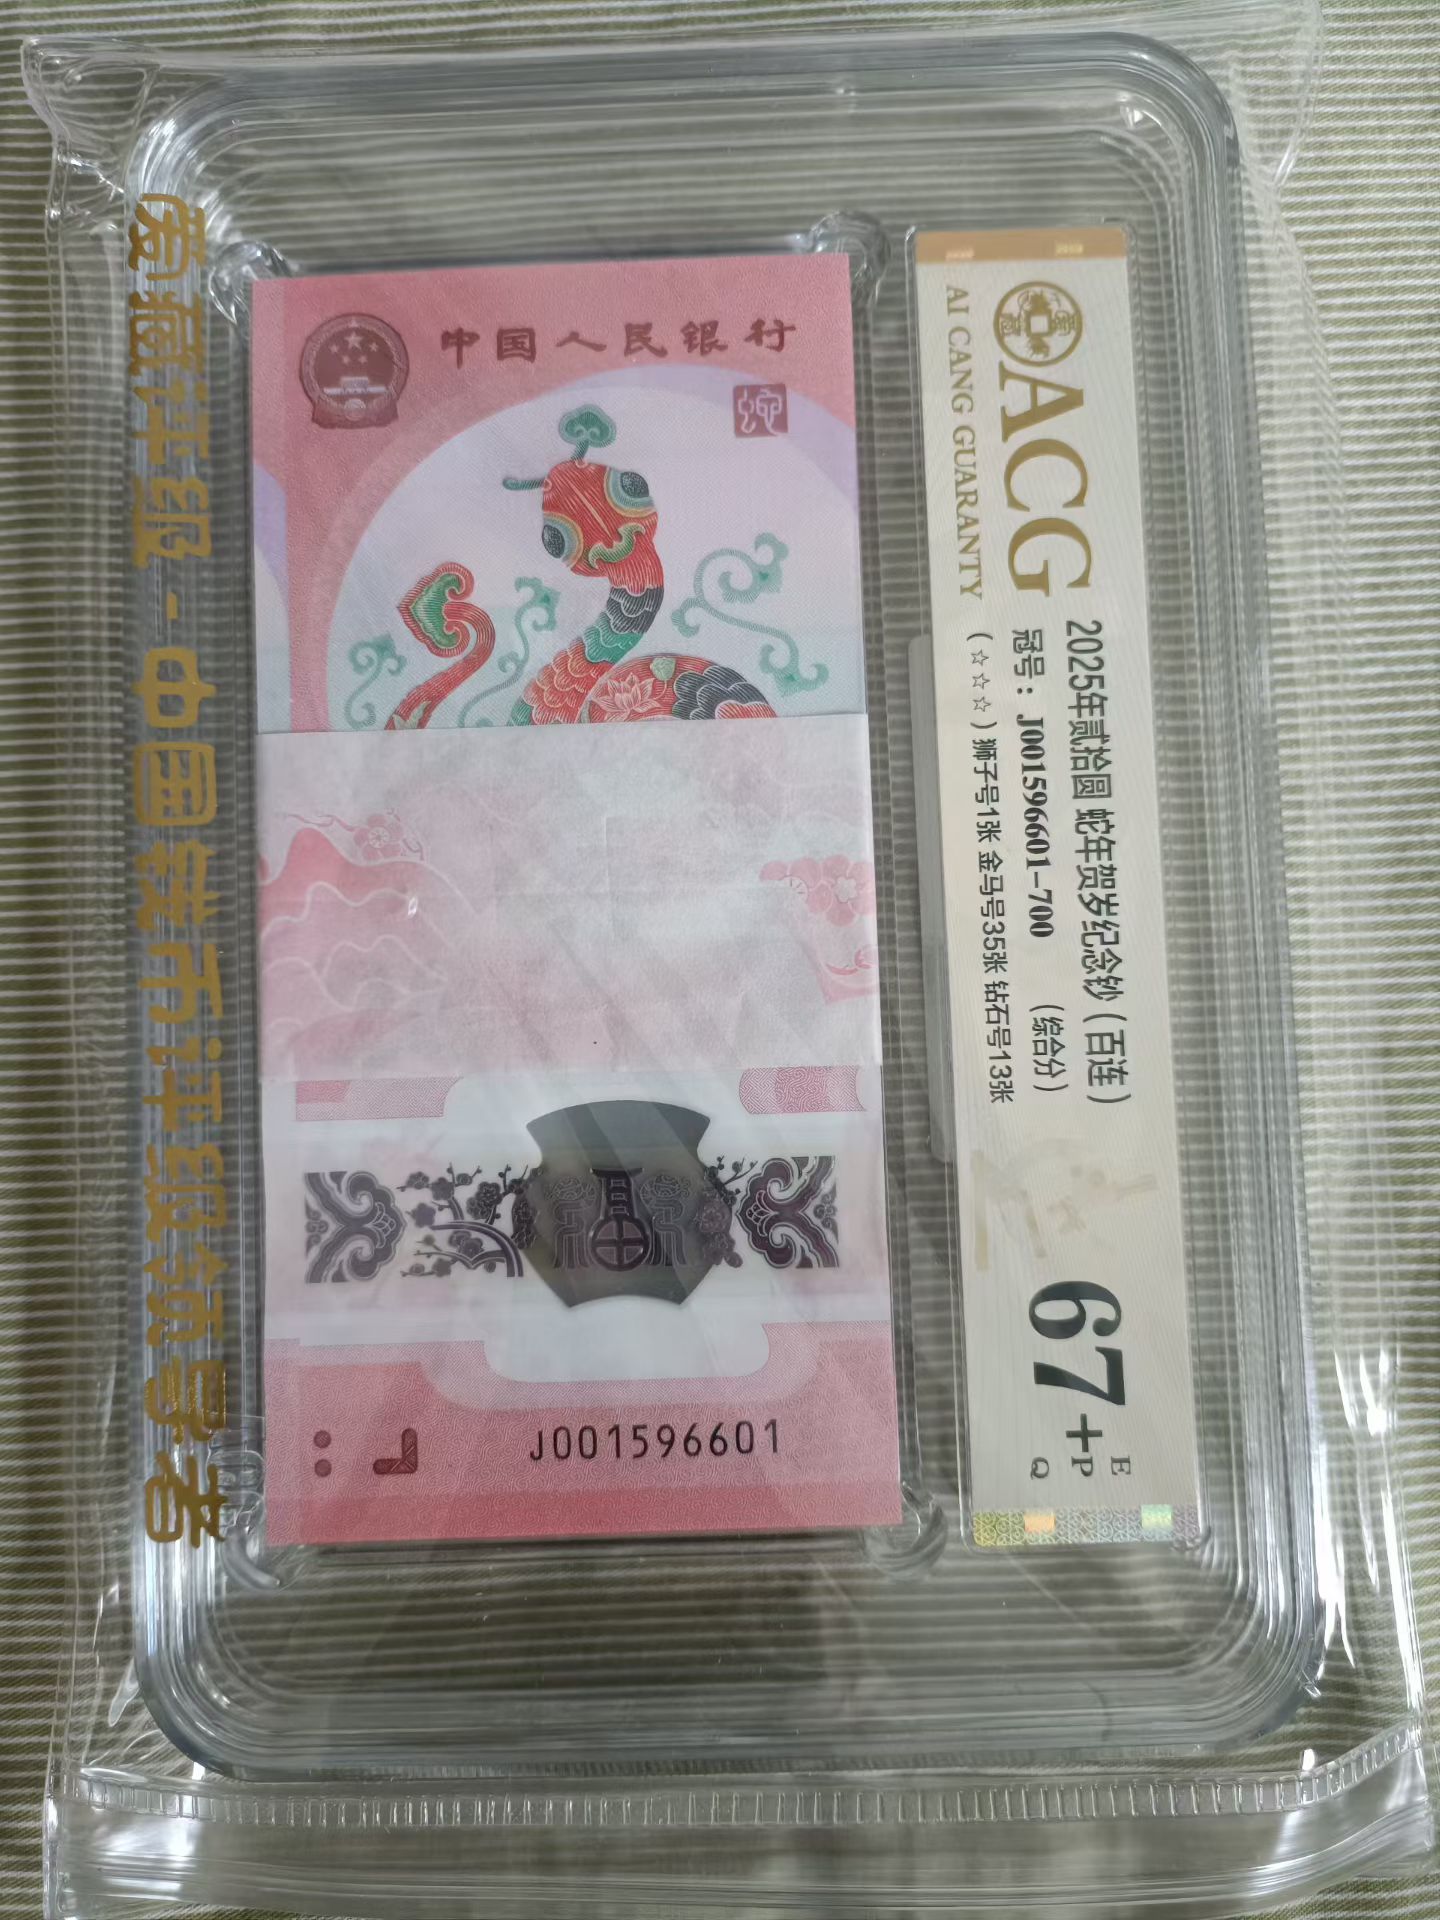 爱藏评级-中国钱币评级领导者
中国人民银行
J001596601
ACG
AI CANG GUARANTY
2025年贰拾圆 蛇年贺岁纪念钞（百连）
冠号：J001596601-700 （综合分）
（☆☆☆）狮子号1张 金马号35张 钻石号13张
67+
E
P
Q